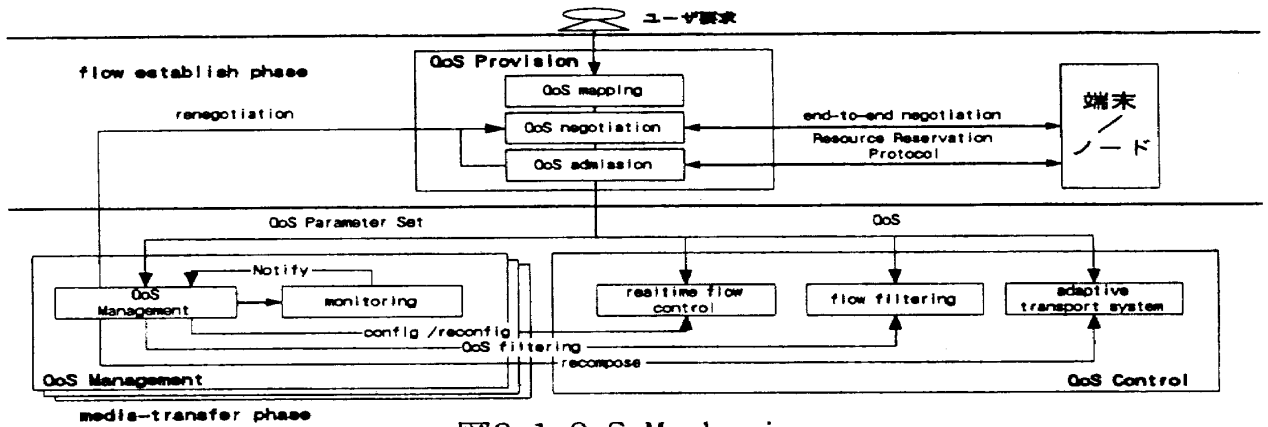 ユーザ要求
QoS Provision
flow establish phase
QoS mapping
renegotiation
QoS negotiation
end-to-end negotiation
端末
／
ノード
Resource Reservation
Protocol
QoS admission
QoS Parameter Set
QoS
Notify
QoS
Management
monitoring
realtime flow
control
flow filtering
adaptive
transport system
config /reconfig
QoS filtering
recompose
QoS Management
QoS Control
media-transfer phase